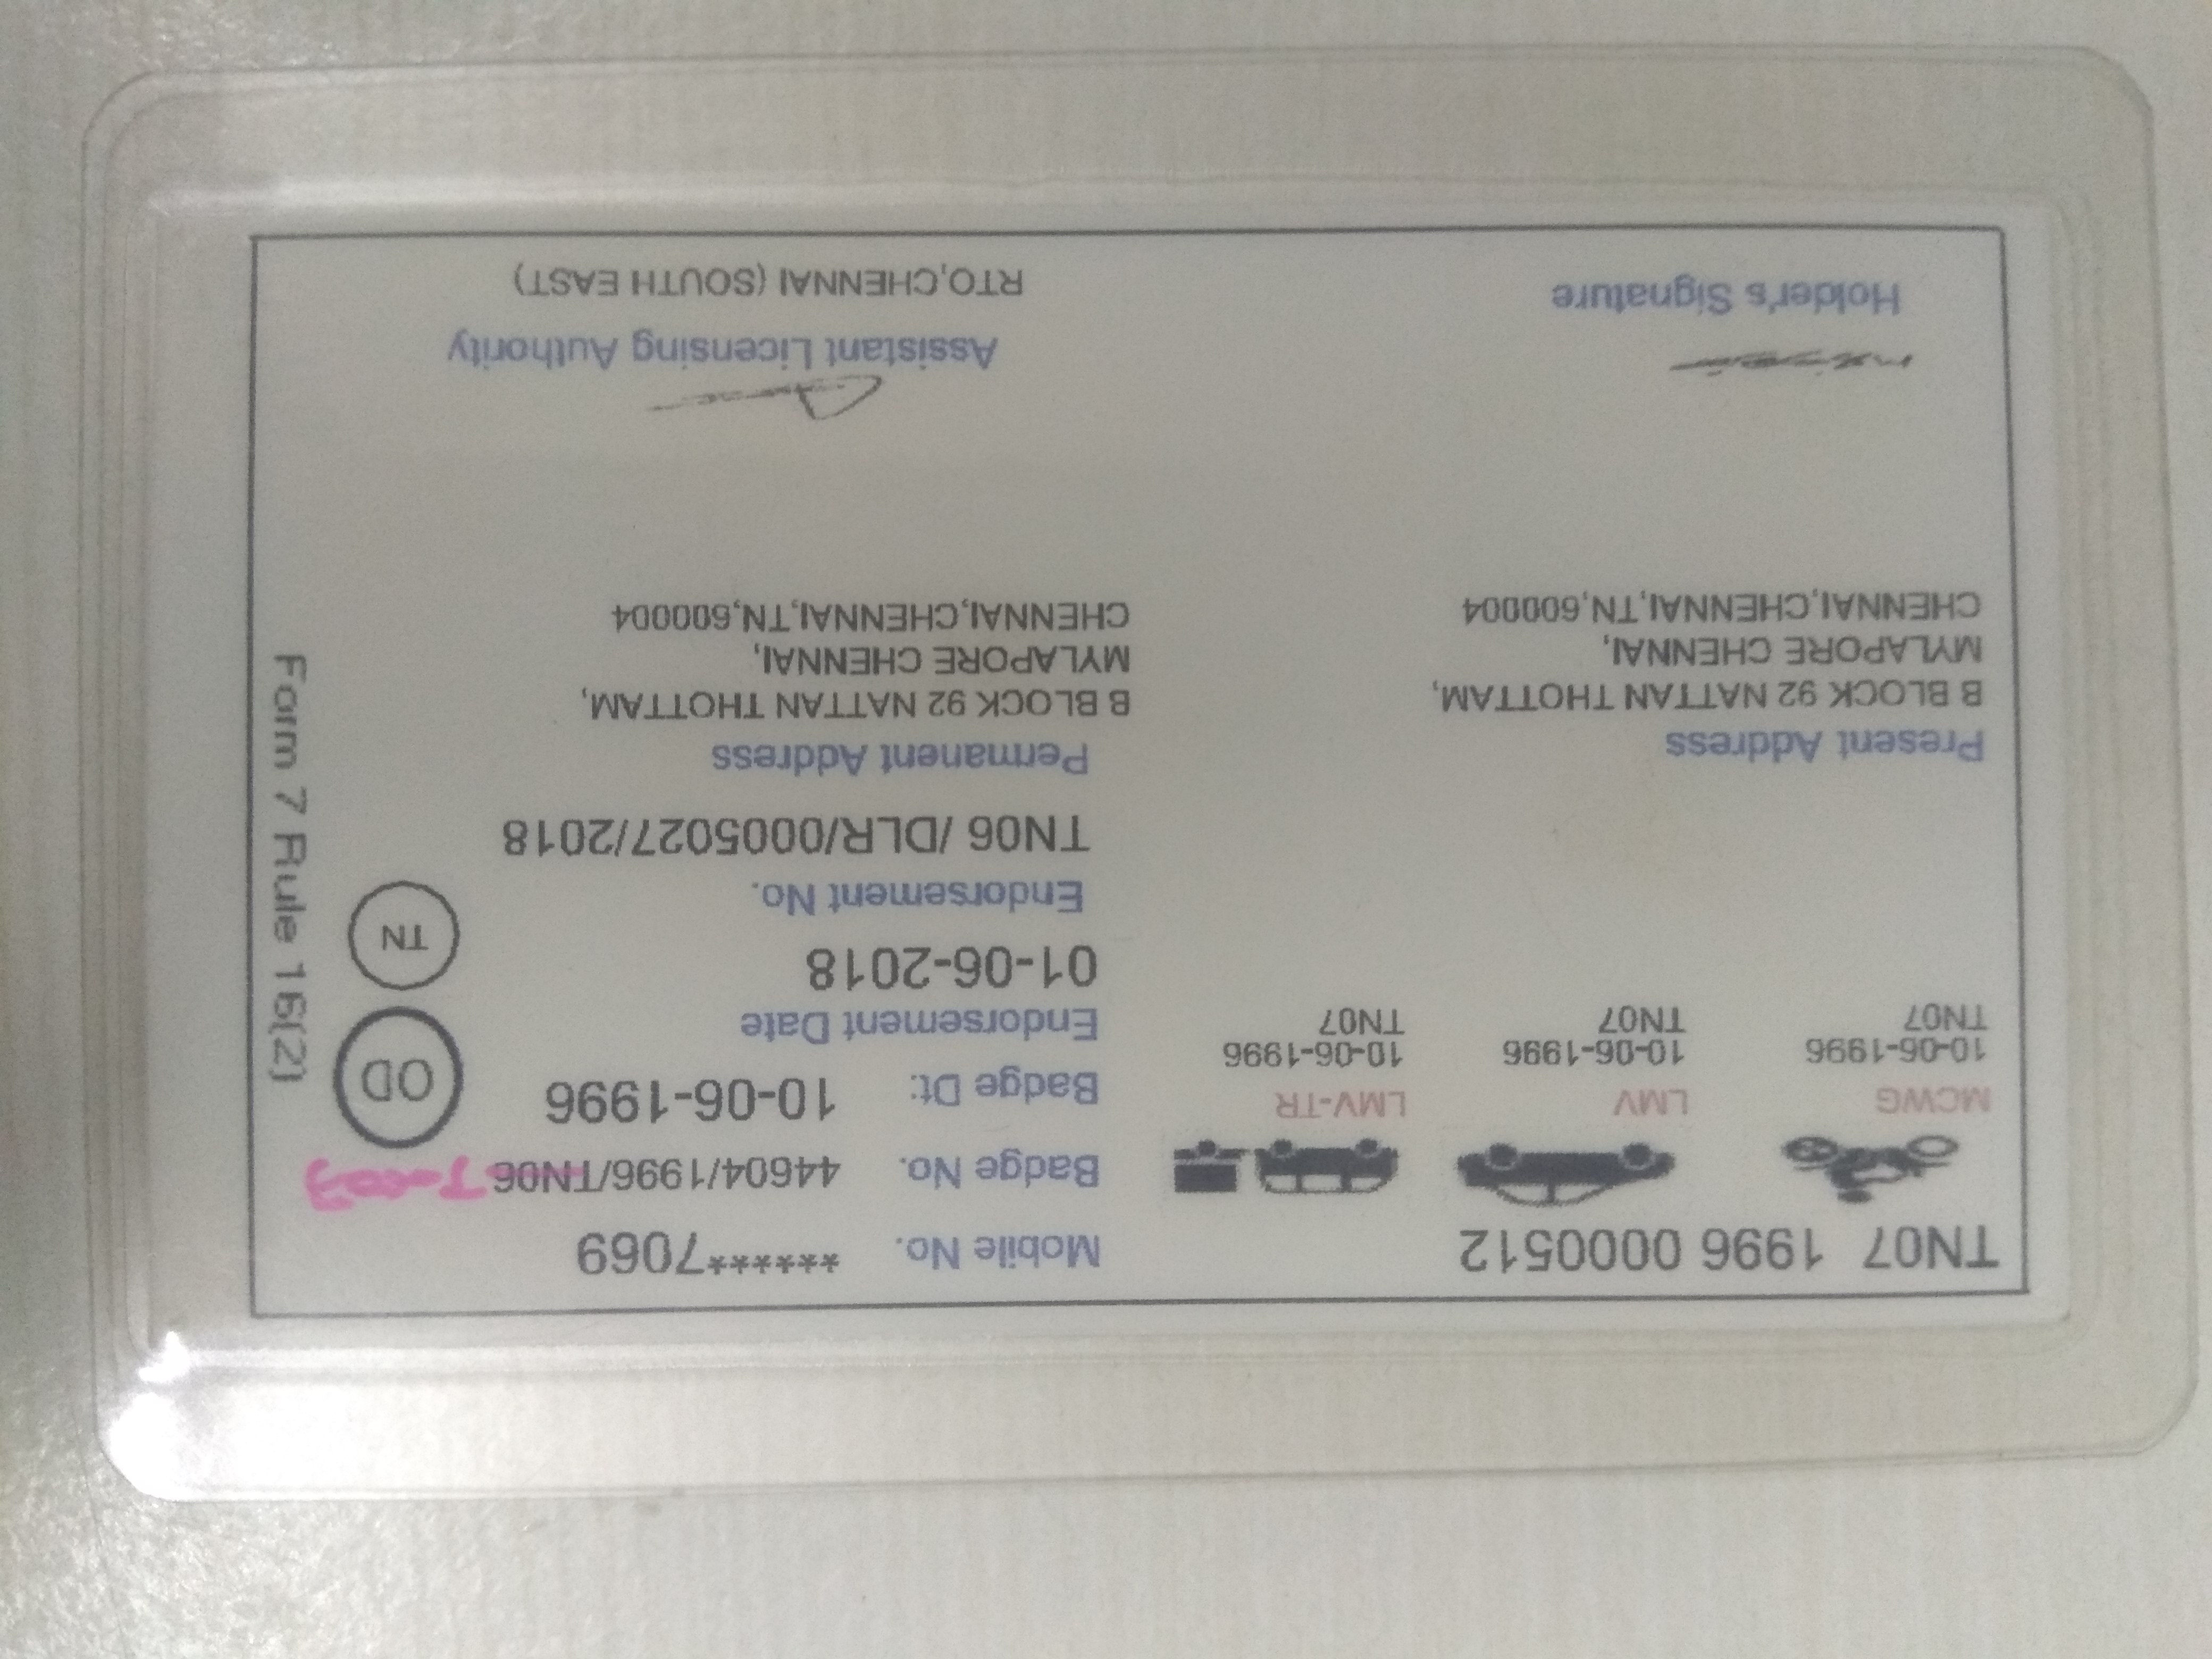 TN07 1996 0000512
MCWG
10-06-1996
TN07
LMV
10-06-1996
TN07
LMV-TR
10-06-1996
TN07
Present Address
B BLOCK 92 NATTAN THOTTAM,
MYLAPORE CHENNAI,
CHENNAI,CHENNAI,TN,600004
Holder's Signature
Mobile No. ******7069
Badge No. 44604/1996/TN06
Badge Dt: 10-06-1996
Endorsement Date
01-06-2018
Endorsement No.
TN06 /DLR/0005027/2018
Permanent Address
B BLOCK 92 NATTAN THOTTAM,
MYLAPORE CHENNAI,
CHENNAI,CHENNAI,TN,600004
Assistant Licensing Authority
RTO,CHENNAI (SOUTH EAST)
OD
TN
Form 7 Rule 16(2)